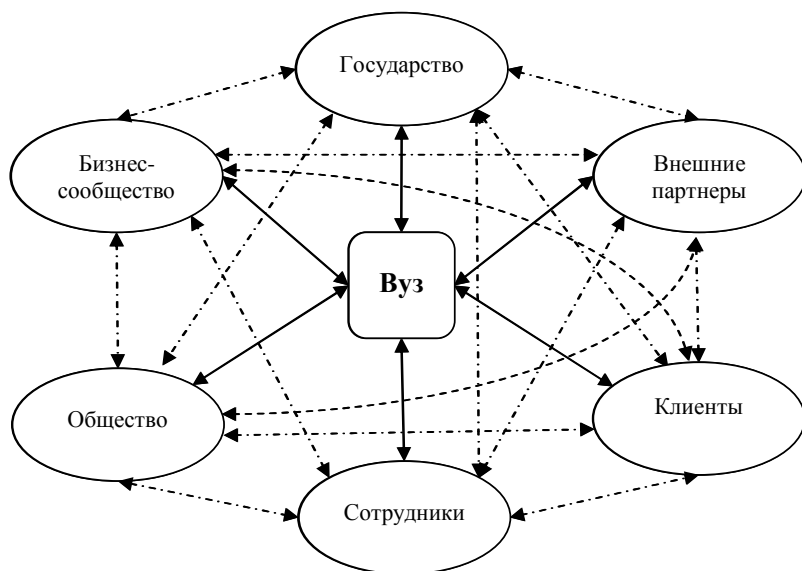 Государство
Бизнес-
сообщество
Внешние
партнеры
Вуз
Общество
Клиенты
Сотрудники